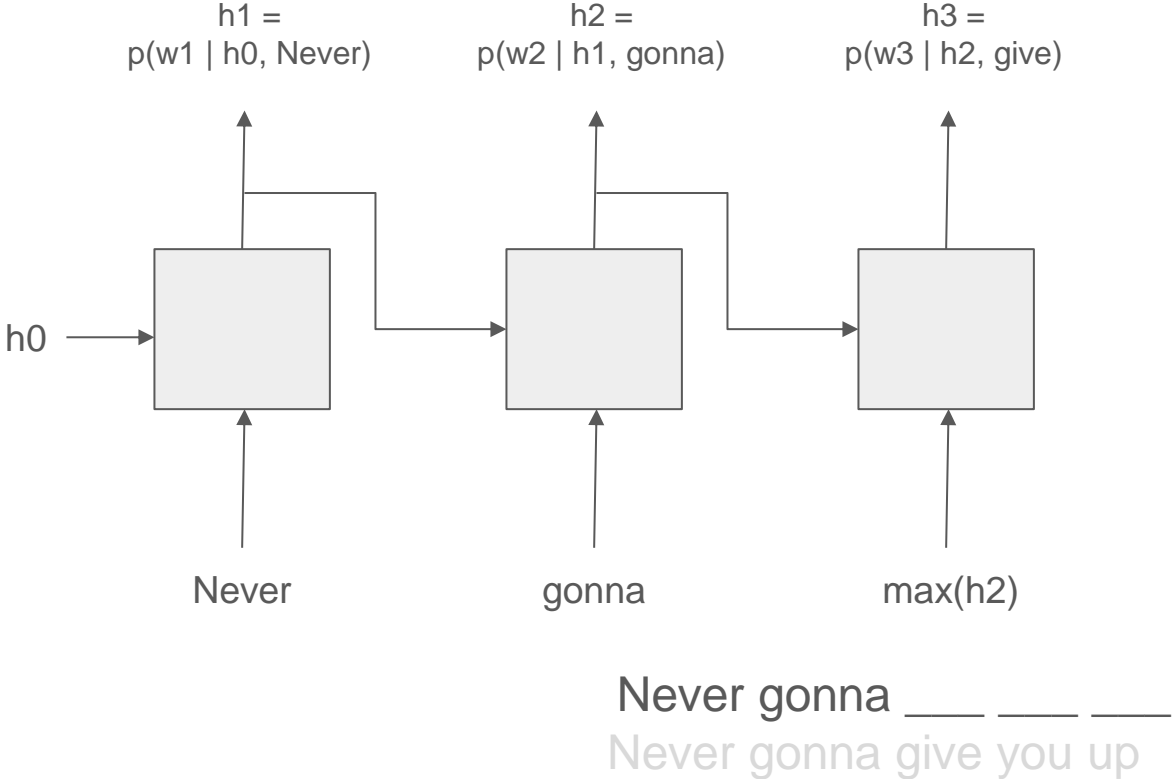 h1 =
p(w1 | h0, Never)
h2 =
p(w2 | h1, gonna)
h3 =
p(w3 | h2, give)
h0
Never
gonna
max(h2)
Never gonna ___ ___ ___
Never gonna give you up